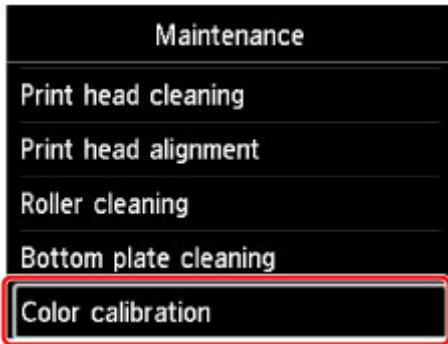 Maintenance
Print head cleaning
Print head alignment
Roller cleaning
Bottom plate cleaning
Color calibration